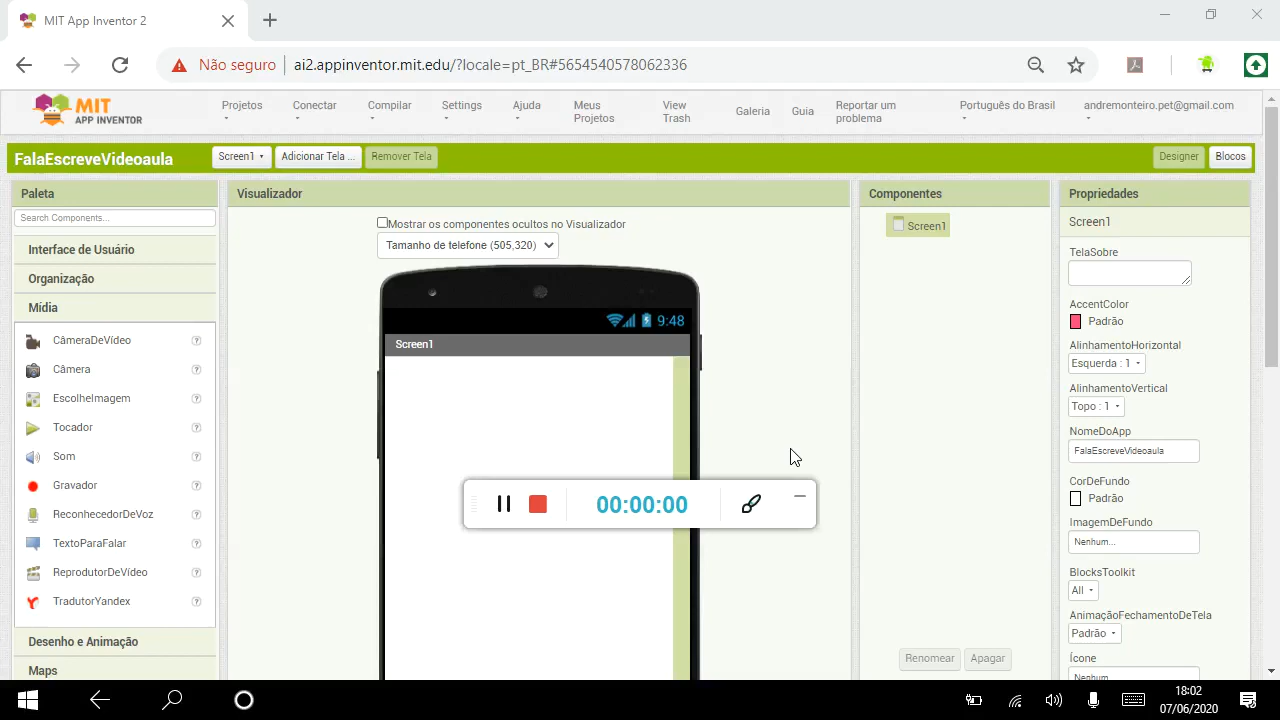 MIT App Inventor 2
Não seguro
ai2.appinventor.mit.edu/?locale=pt_BR#5654540578062336
MIT
APP INVENTOR
Projetos
Conectar
Compilar
Settings
Ajuda
Meus
Projetos
View
Trash
Galeria
Guia
Reportar um
problema
Português do Brasil
andremonteiro.pet@gmail.com
FalaEscreveVideoaula
Screen1
Adicionar Tela ...
Remover Tela
Designer
Blocos
Paleta
Search Components...
Interface de Usuário
Organização
Mídia
CâmeraDeVídeo
Câmera
EscolheImagem
Tocador
Som
Gravador
ReconhecedorDeVoz
TextoParaFalar
ReprodutorDeVídeo
TradutorYandex
Desenho e Animação
Maps
Visualizador
Mostrar os componentes ocultos no Visualizador
Tamanho de telefone (505,320)
9:48
Screen1
00:00:00
Componentes
Screen1
Renomear
Apagar
Propriedades
Screen1
TelaSobre
AccentColor
Padrão
AlinhamentoHorizontal
Esquerda : 1
AlinhamentoVertical
Topo : 1
NomeDoApp
FalaEscreveVideoaula
CorDeFundo
Padrão
ImagemDeFundo
Nenhum...
BlocksToolkit
All
AnimaçãoFechamentoDeTela
Padrão
Ícone
Nenhum...
18:02
07/06/2020